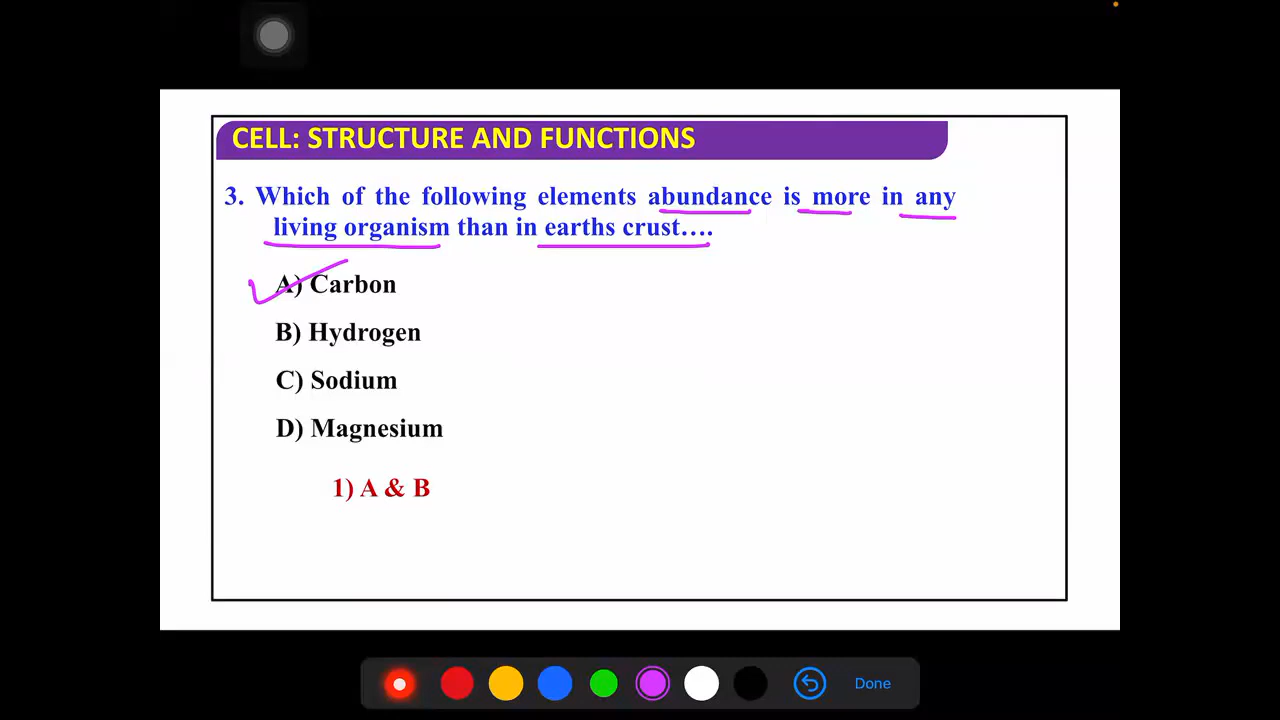 CELL: STRUCTURE AND FUNCTIONS
3. Which of the following elements abundance is more in any
living organism than in earths crust....
A) Carbon
B) Hydrogen
C) Sodium
D) Magnesium
1) A & B
Done